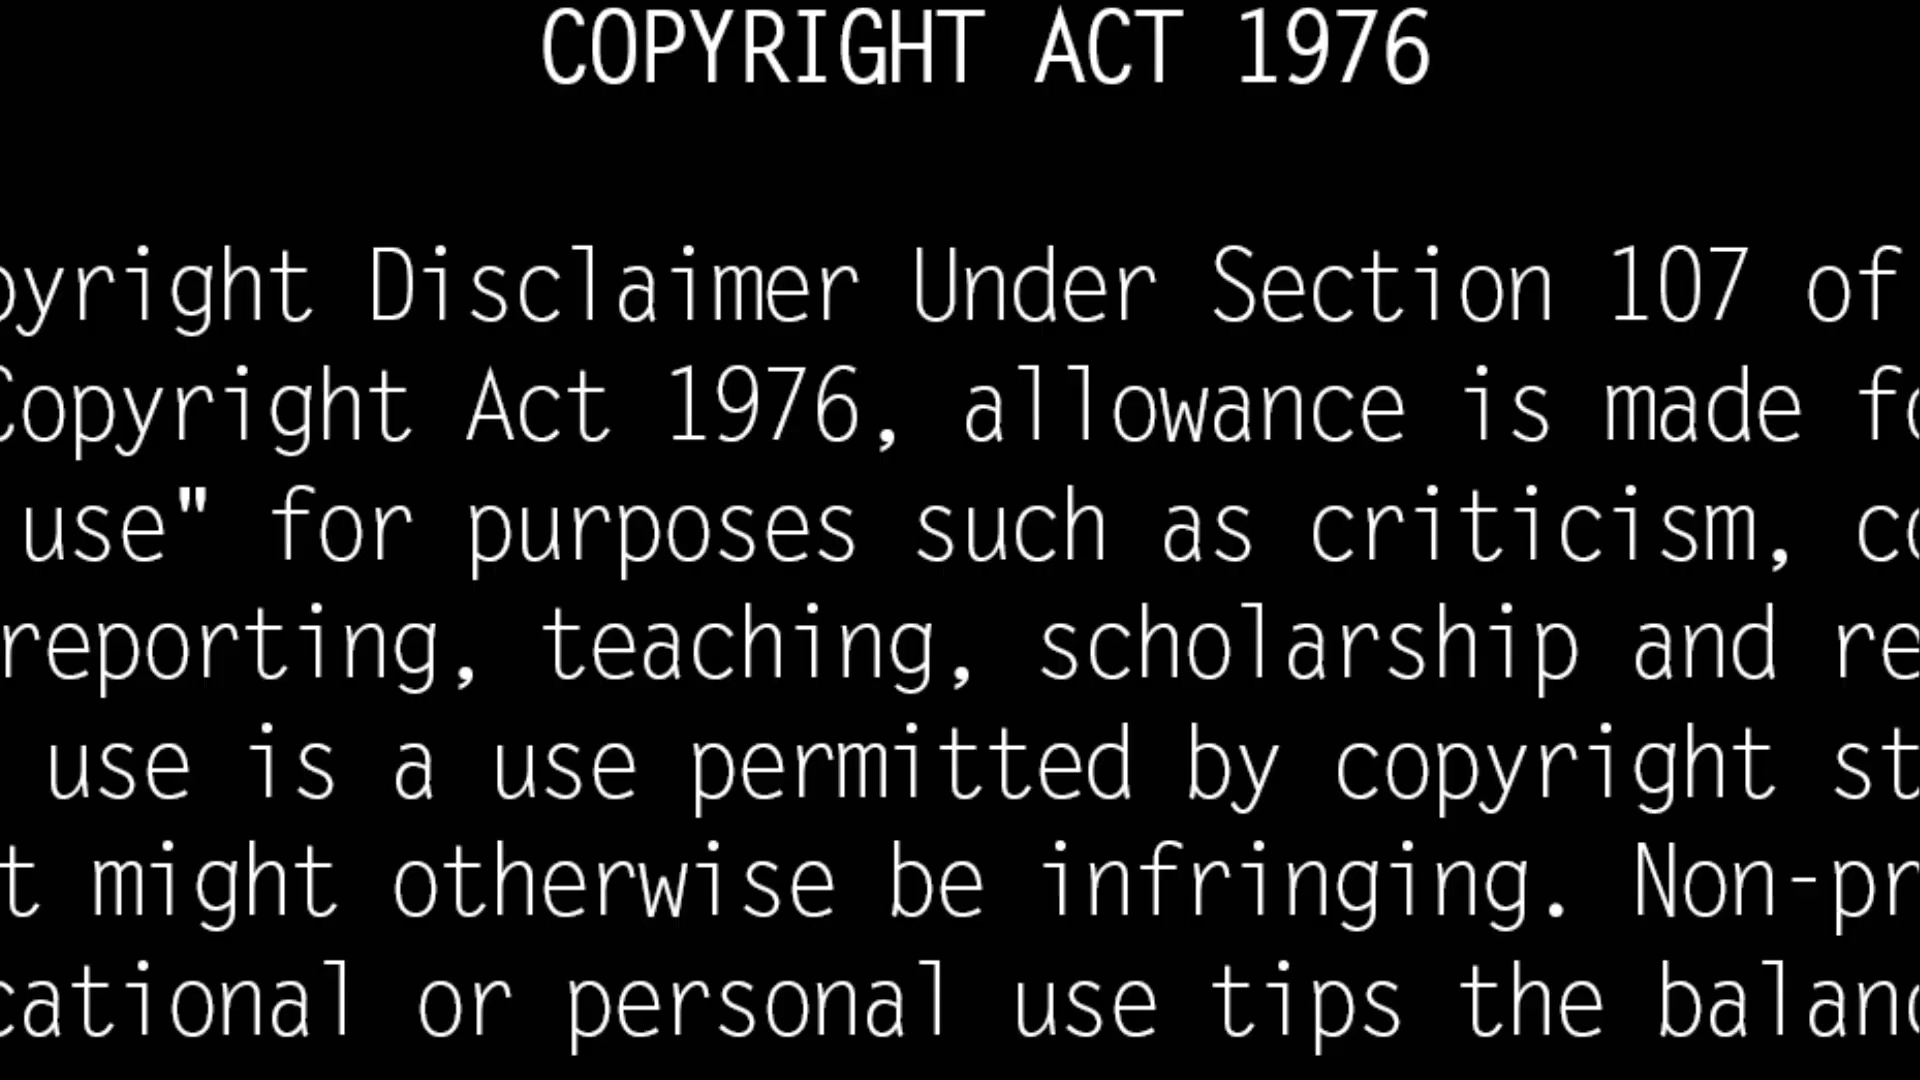 COPYRIGHT ACT 1976
pyright Disclaimer Under Section 107 of
Copyright Act 1976, allowance is made fo
use" for purposes such as criticism, co
reporting, teaching, scholarship and re
use is a use permitted by copyright st
t might otherwise be infringing. Non-pr
cational or personal use tips the balanc